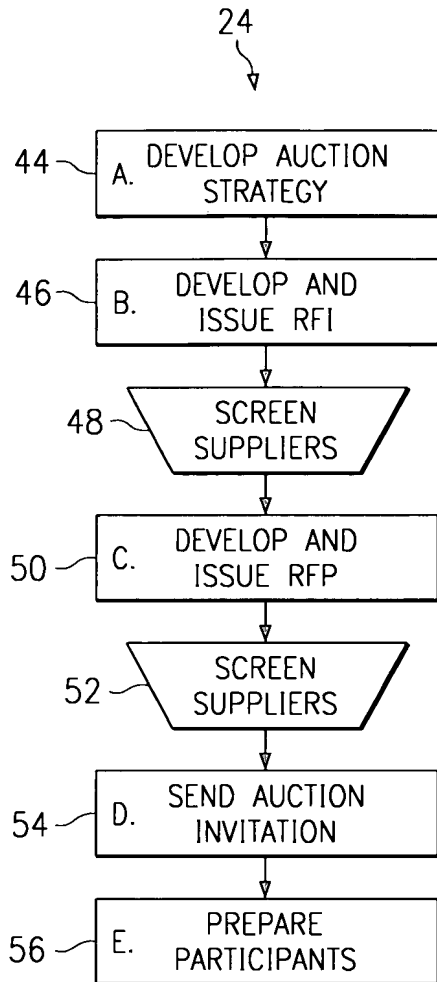 24
44
A. DEVELOP AUCTION
STRATEGY
46
B. DEVELOP AND
ISSUE RFI
48
SCREEN
SUPPLIERS
50
C. DEVELOP AND
ISSUE RFP
52
SCREEN
SUPPLIERS
54
D. SEND AUCTION
INVITATION
56
E. PREPARE
PARTICIPANTS